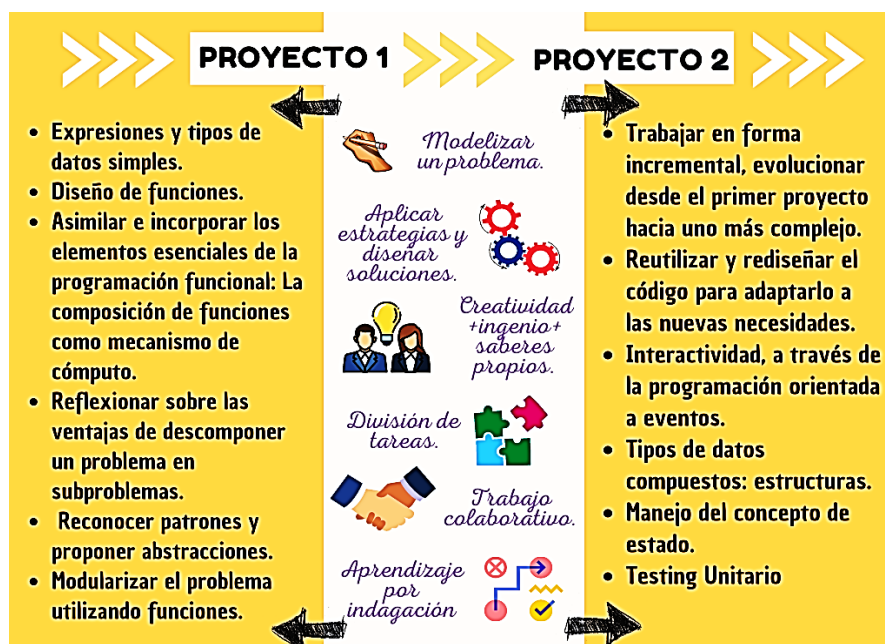 PROYECTO 1
• Expresiones y tipos de
datos simples.
• Diseño de funciones.
• Asimilar e incorporar los
elementos esenciales de la
programación funcional: La
composición de funciones
como mecanismo de
cómputo.
• Reflexionar sobre las
ventajas de descomponer
un problema en
subproblemas.
• Reconocer patrones y
proponer abstracciones.
• Modularizar el problema
utilizando funciones.
Modelizar
un problema.
Aplicar
estrategias y
diseñar
soluciones.
Creatividad
+ingenio+
saberes
propios.
División de
tareas.
Trabajo
colaborativo.
Aprendizaje
por
indagación
PROYECTO 2
• Trabajar en forma
incremental, evolucionar
desde el primer proyecto
hacia uno más complejo.
• Reutilizar y rediseñar el
código para adaptarlo a
las nuevas necesidades.
• Interactividad, a través de
la programación orientada
a eventos.
• Tipos de datos
compuestos: estructuras.
• Manejo del concepto de
estado.
• Testing Unitario